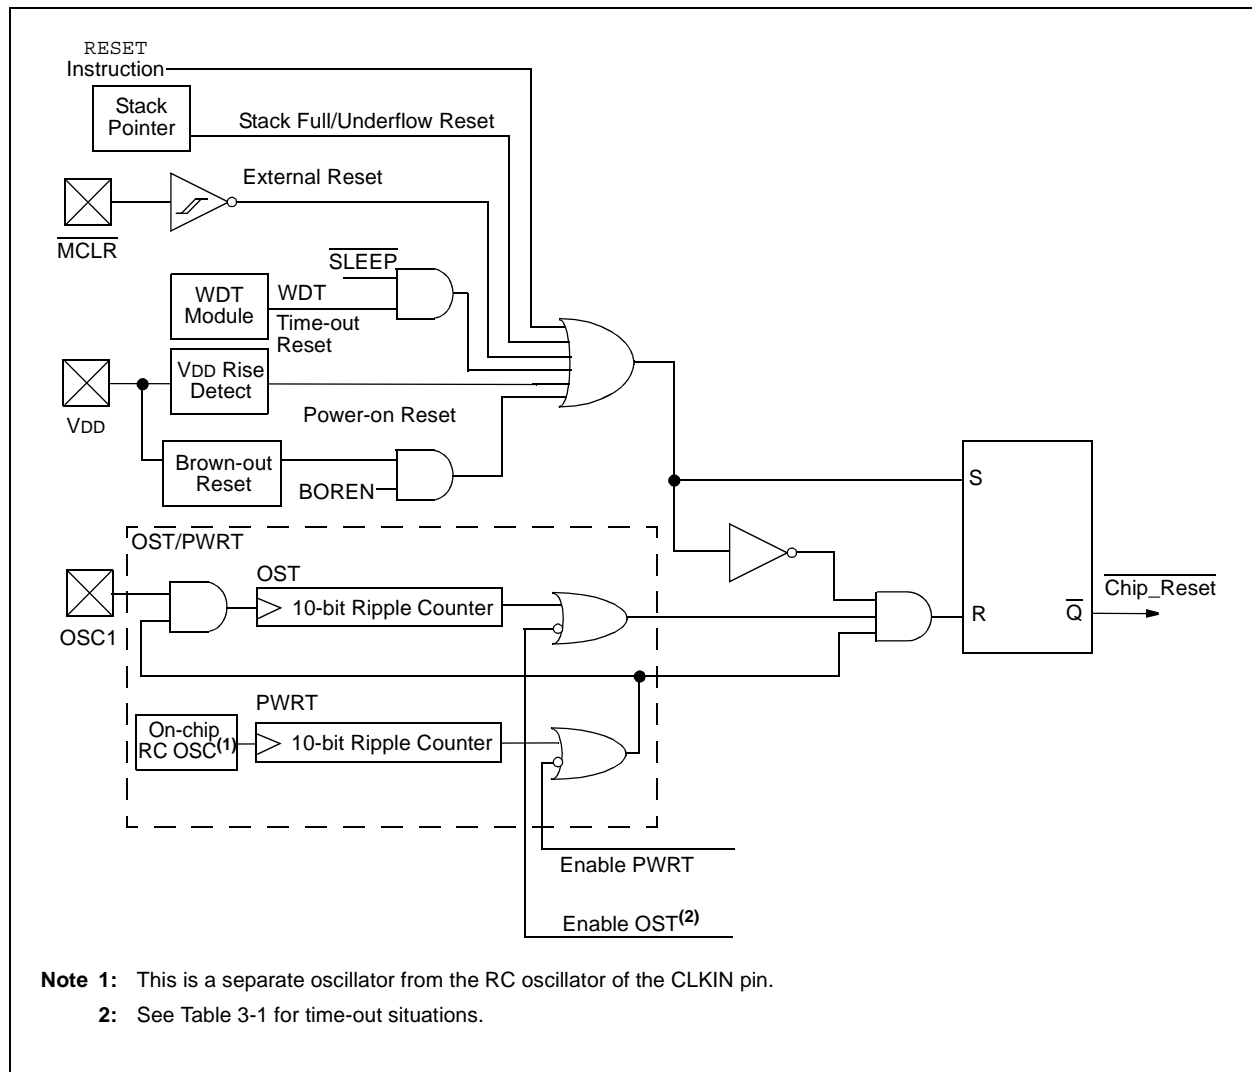 RESET
Instruction
Stack
Pointer
Stack Full/Underflow Reset
External Reset
MCLR
SLEEP
WDT
Module
WDT
Time-out
Reset
VDD Rise
Detect
VDD
Power-on Reset
Brown-out
Reset
BOREN
S
OST/PWRT
OST
10-bit Ripple Counter
OSC1
Chip_Reset
R
Q
PWRT
On-chip
RC OSC(1)
10-bit Ripple Counter
Enable PWRT
Enable OST(2)
Note 1: This is a separate oscillator from the RC oscillator of the CLKIN pin.
2: See Table 3-1 for time-out situations.